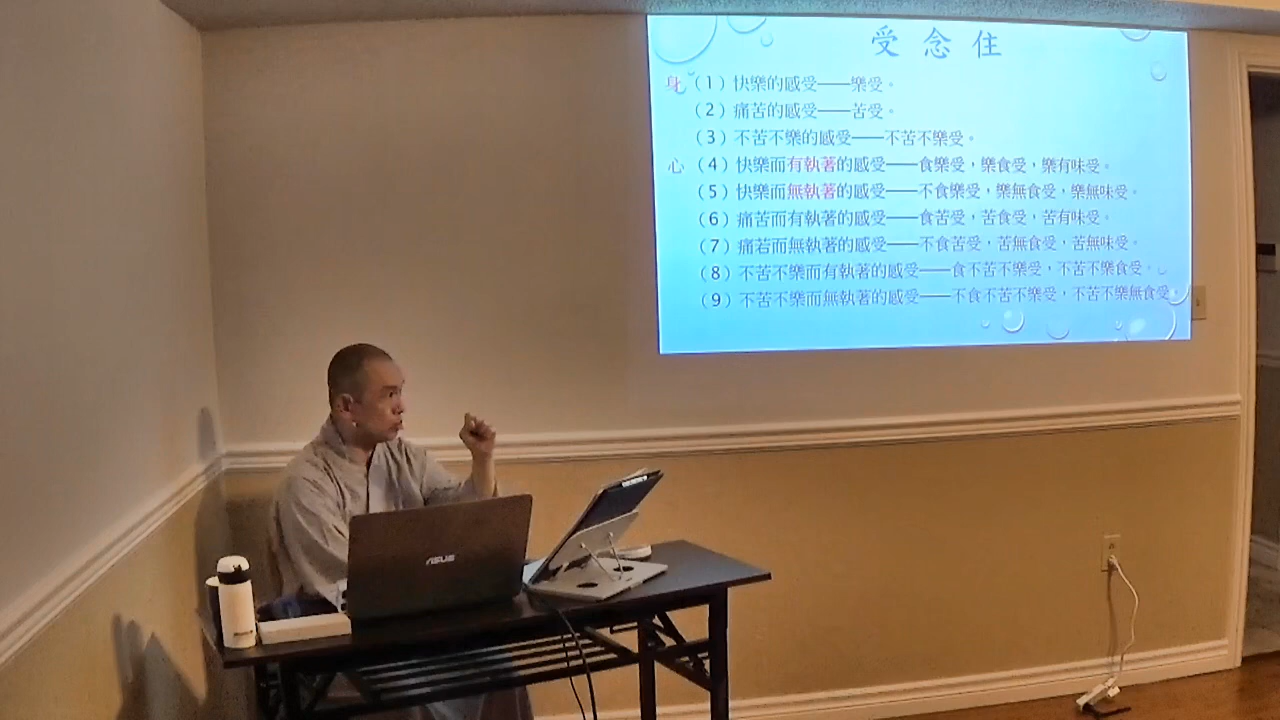 受念住
身 (1) 快樂的感受——樂受。
(2) 痛苦的感受——苦受。
(3) 不苦不樂的感受——不苦不樂受。
心 (4) 快樂而有執著的感受——食樂受，樂食受，樂有味受。
(5) 快樂而無執著的感受——不食樂受，樂無食受，樂無味受。
(6) 痛苦而有執著的感受——食苦受，苦食受，苦有味受。
(7) 痛若而無執著的感受——不食苦受，苦無食受，苦無味受。
(8) 不苦不樂而有執著的感受——食不苦不樂受，不苦不樂食受。
(9) 不苦不樂而無執著的感受——不食不苦不樂受，不苦不樂無食受。
ASUS